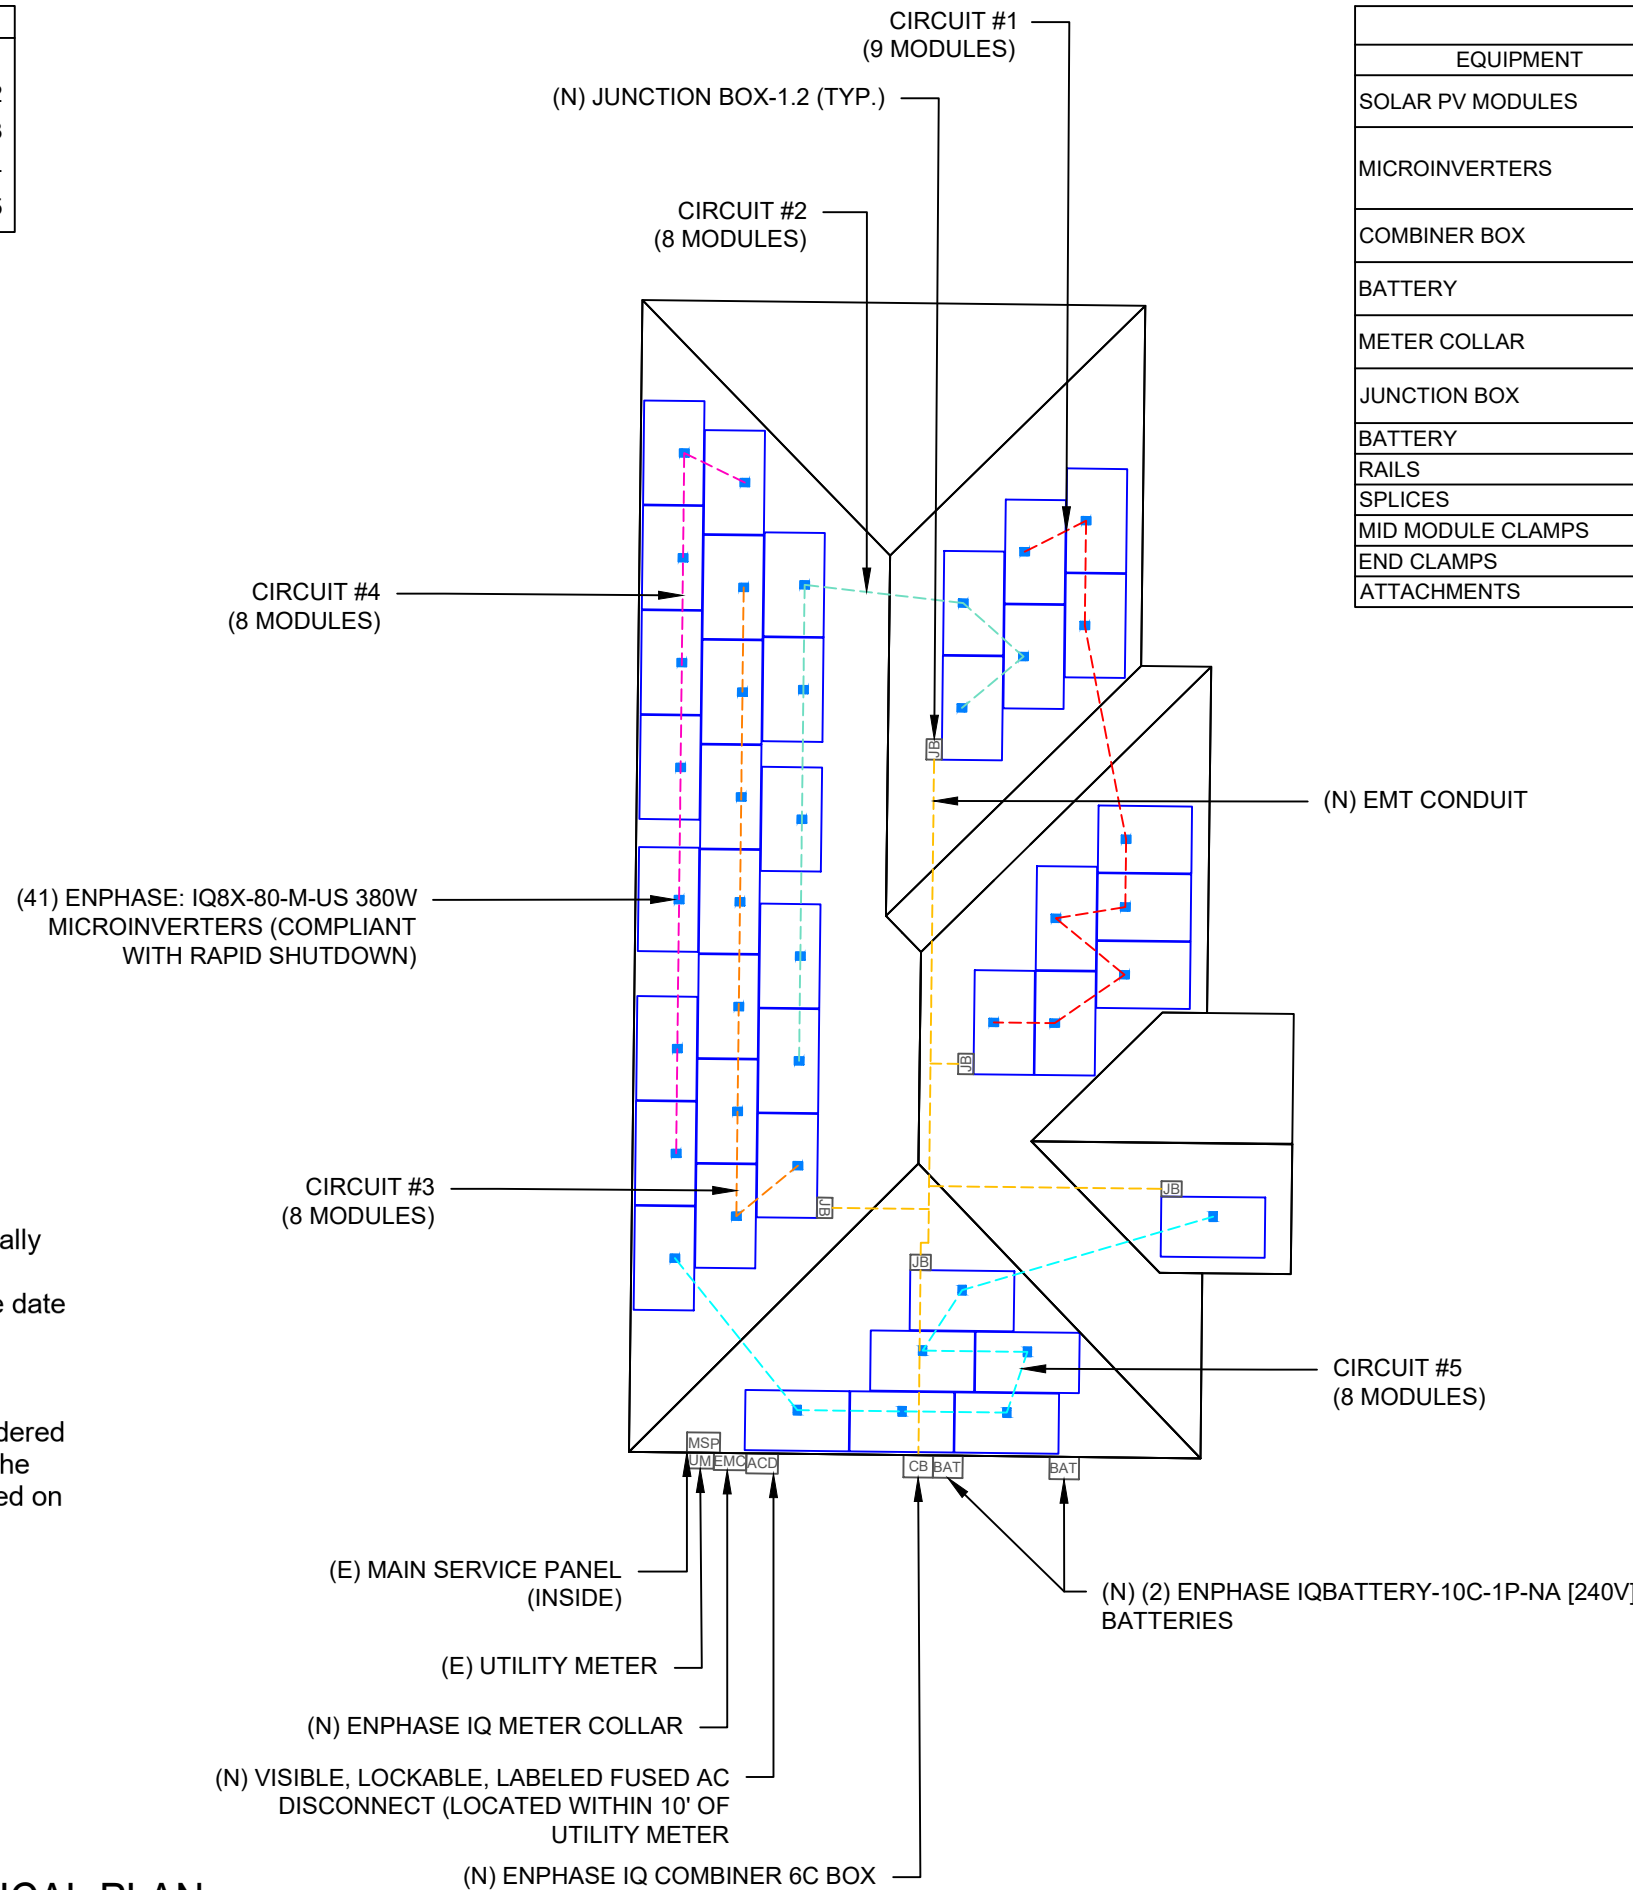 CIRCUIT #1
(9 MODULES)
(N) JUNCTION BOX-1.2 (TYP.)
CIRCUIT #2
(8 MODULES)
EQUIPMENT
SOLAR PV MODULES
MICROINVERTERS
COMBINER BOX
BATTERY
METER COLLAR
JUNCTION BOX
BATTERY
RAILS
SPLICES
MID MODULE CLAMPS
END CLAMPS
ATTACHMENTS
CIRCUIT #4
(8 MODULES)
JB
(N) EMT CONDUIT
(41) ENPHASE: IQ8X-80-M-US 380W
MICROINVERTERS (COMPLIANT
WITH RAPID SHUTDOWN)
JB
CIRCUIT #3
(8 MODULES)
JB
JB
JB
ally
e date
CIRCUIT #5
(8 MODULES)
dered
he
ed on
MSP
UM
EMC
ACD
CB
BAT
BAT
(E) MAIN SERVICE PANEL
(INSIDE)
(N) (2) ENPHASE IQBATTERY-10C-1P-NA [240V]
BATTERIES
(E) UTILITY METER
(N) ENPHASE IQ METER COLLAR
(N) VISIBLE, LOCKABLE, LABELED FUSED AC
DISCONNECT (LOCATED WITHIN 10' OF
UTILITY METER
(N) ENPHASE IQ COMBINER 6C BOX
ICAL PLAN